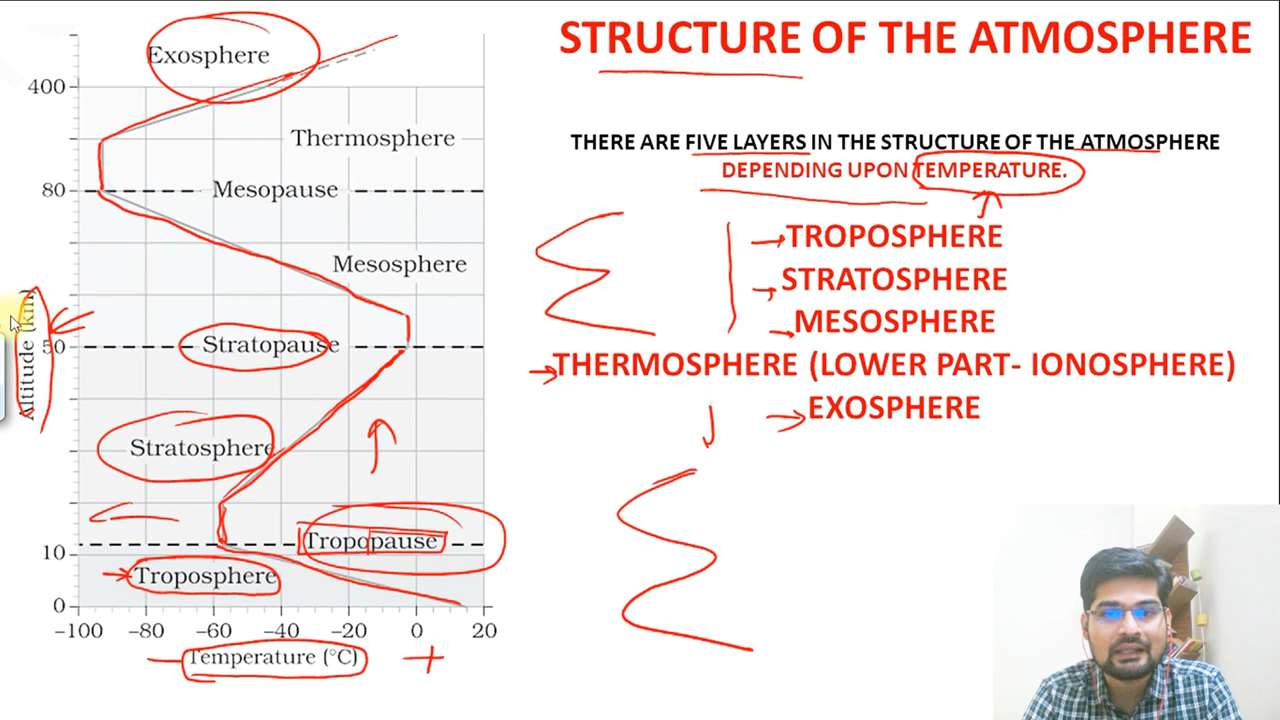 STRUCTURE OF THE ATMOSPHERE
THERE ARE FIVE LAYERS IN THE STRUCTURE OF THE ATMOSPHERE
DEPENDING UPON TEMPERATURE.
TROPOSPHERE
STRATOSPHERE
MESOSPHERE
THERMOSPHERE (LOWER PART- IONOSPHERE)
EXOSPHERE
Exosphere
400
Thermosphere
80
Mesopause
Mesosphere
Altitude (km)
50
Stratopause
Stratosphere
Tropopause
10
Troposphere
0
-100 -80 -60 -40 -20 0 20
Temperature (°C)
+